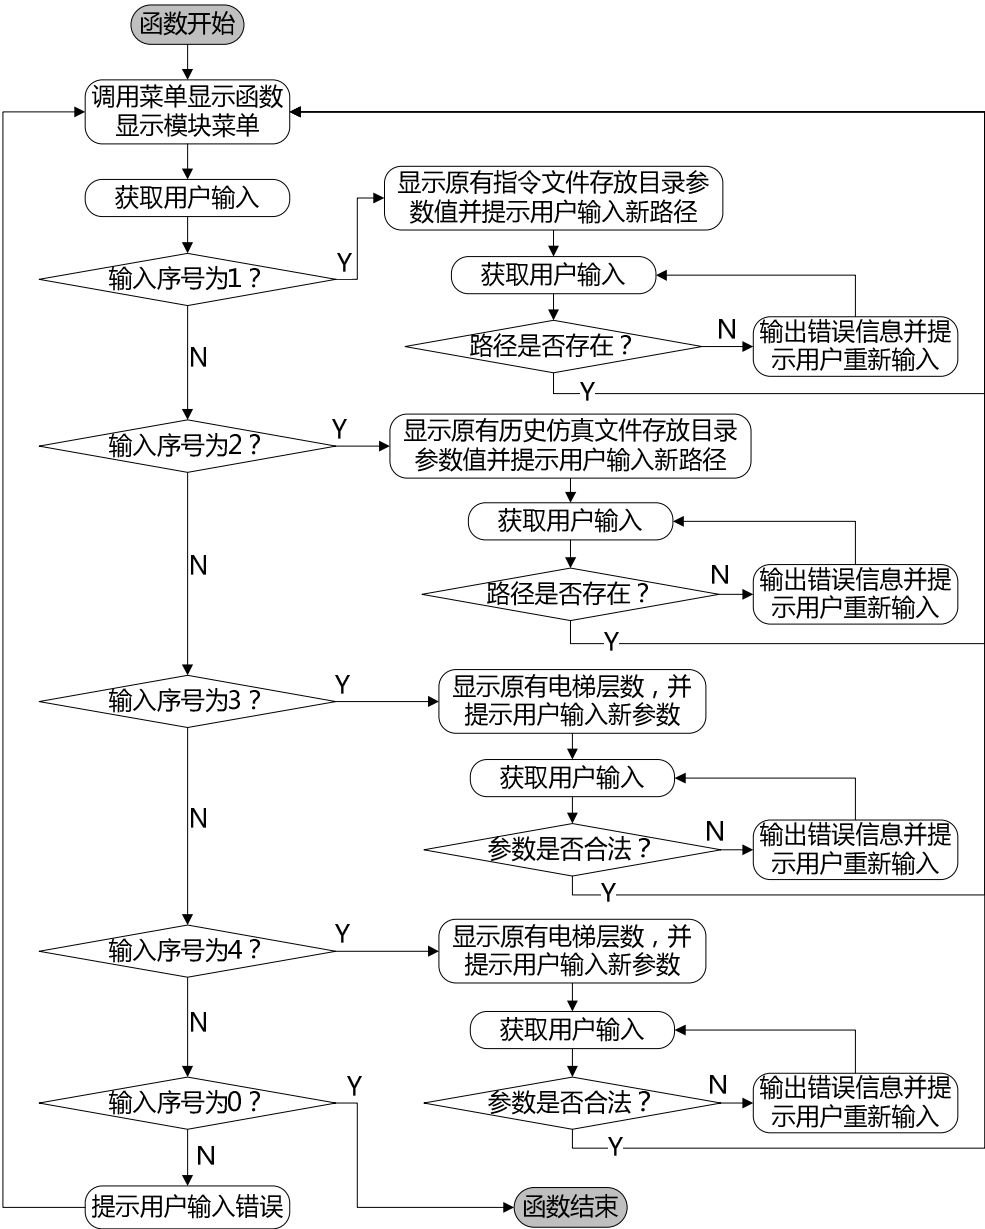 函数开始
调用菜单显示函数
显示模块菜单
获取用户输入
输入序号为1？
Y
显示原有指令文件存放目录参
数值并提示用户输入新路径
获取用户输入
路径是否存在？
N
输出错误信息并提
示用户重新输入
Y
N
输入序号为2？
Y
显示原有历史仿真文件存放目录
参数值并提示用户输入新路径
获取用户输入
路径是否存在？
N
输出错误信息并提
示用户重新输入
Y
N
输入序号为3？
Y
显示原有电梯层数，并
提示用户输入新参数
获取用户输入
参数是否合法？
N
输出错误信息并提
示用户重新输入
Y
N
输入序号为4？
Y
显示原有电梯层数，并
提示用户输入新参数
获取用户输入
参数是否合法？
N
输出错误信息并提
示用户重新输入
Y
N
输入序号为0？
Y
N
提示用户输入错误
函数结束